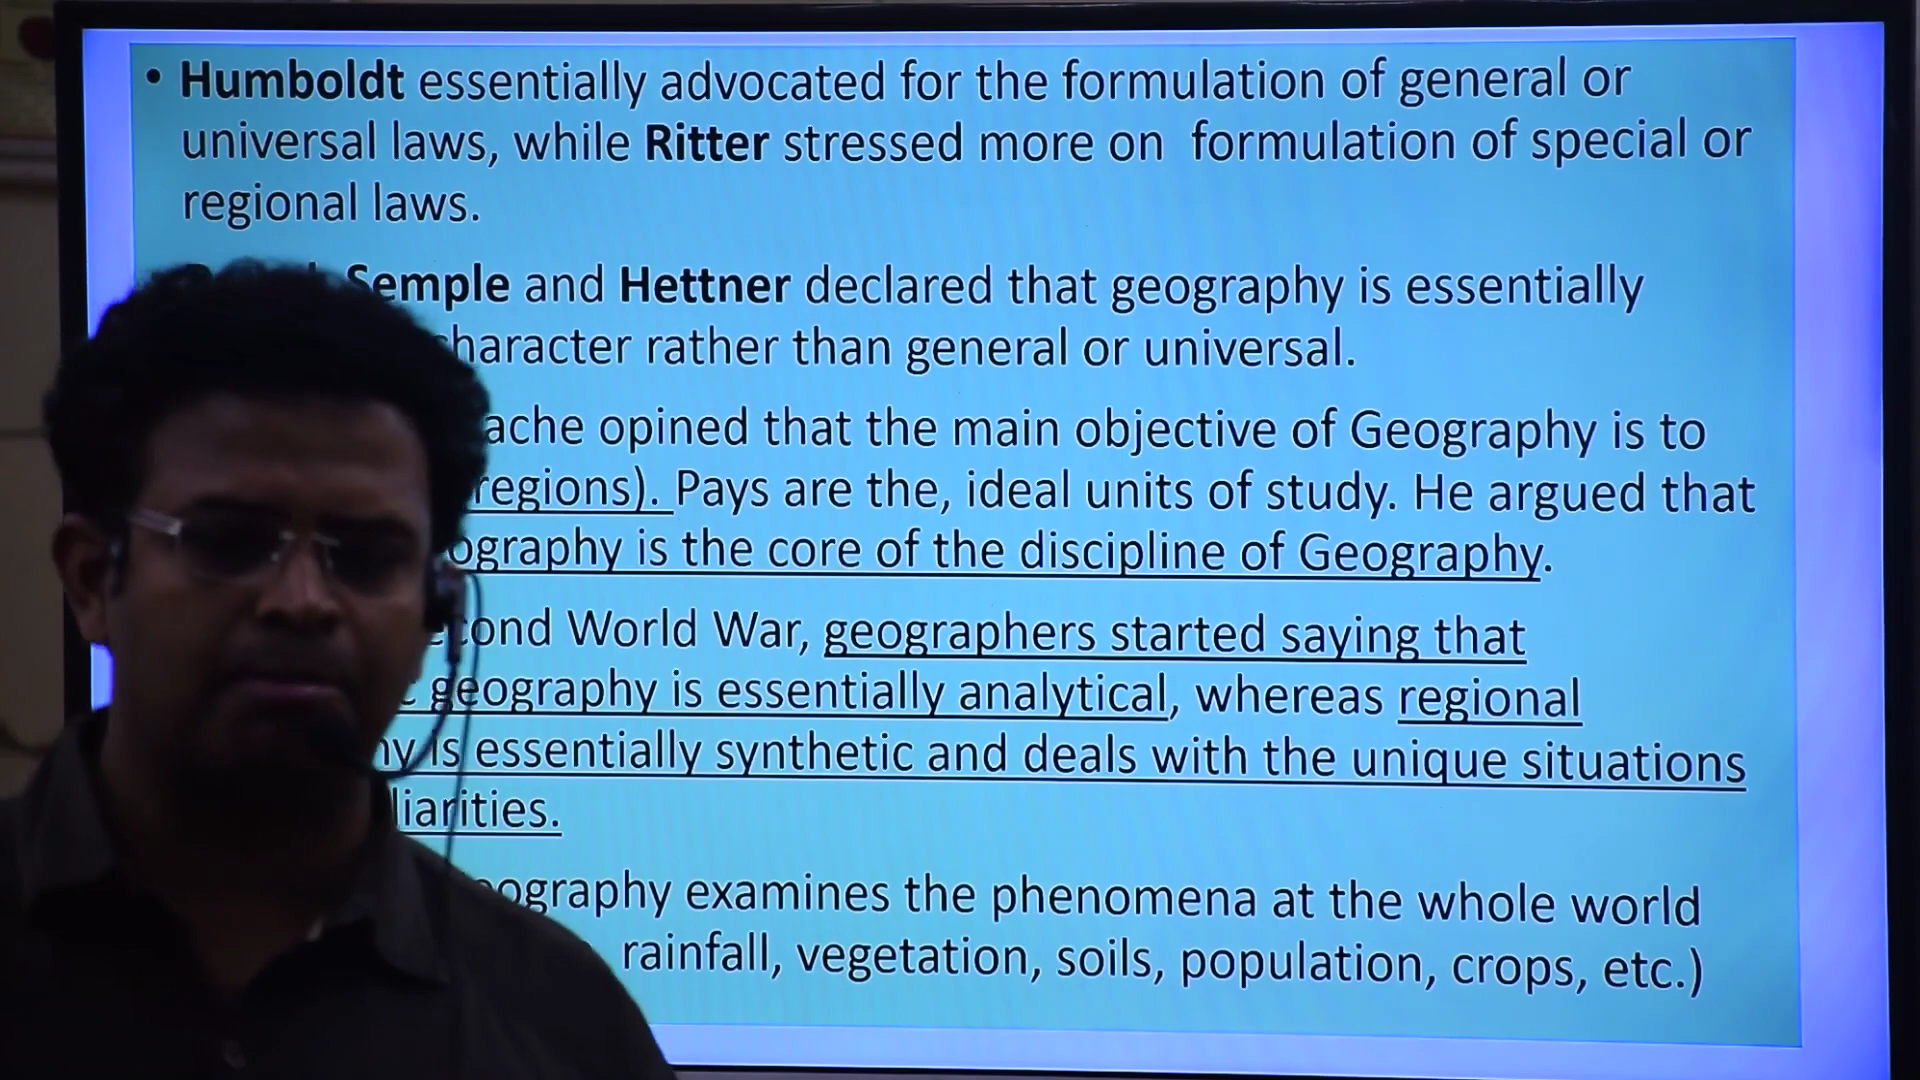 • Humboldt essentially advocated for the formulation of general or
universal laws, while Ritter stressed more on formulation of special or
regional laws.
Semple and Hettner declared that geography is essentially
character rather than general or universal.
opined that the main objective of Geography is to
regions). Pays are the, ideal units of study. He argued that
is the core of the discipline of Geography.
World War, geographers started saying that
geography is essentially analytical, whereas regional
is essentially synthetic and deals with the unique situations
examines the phenomena at the whole world
rainfall, vegetation, soils, population, crops, etc.)